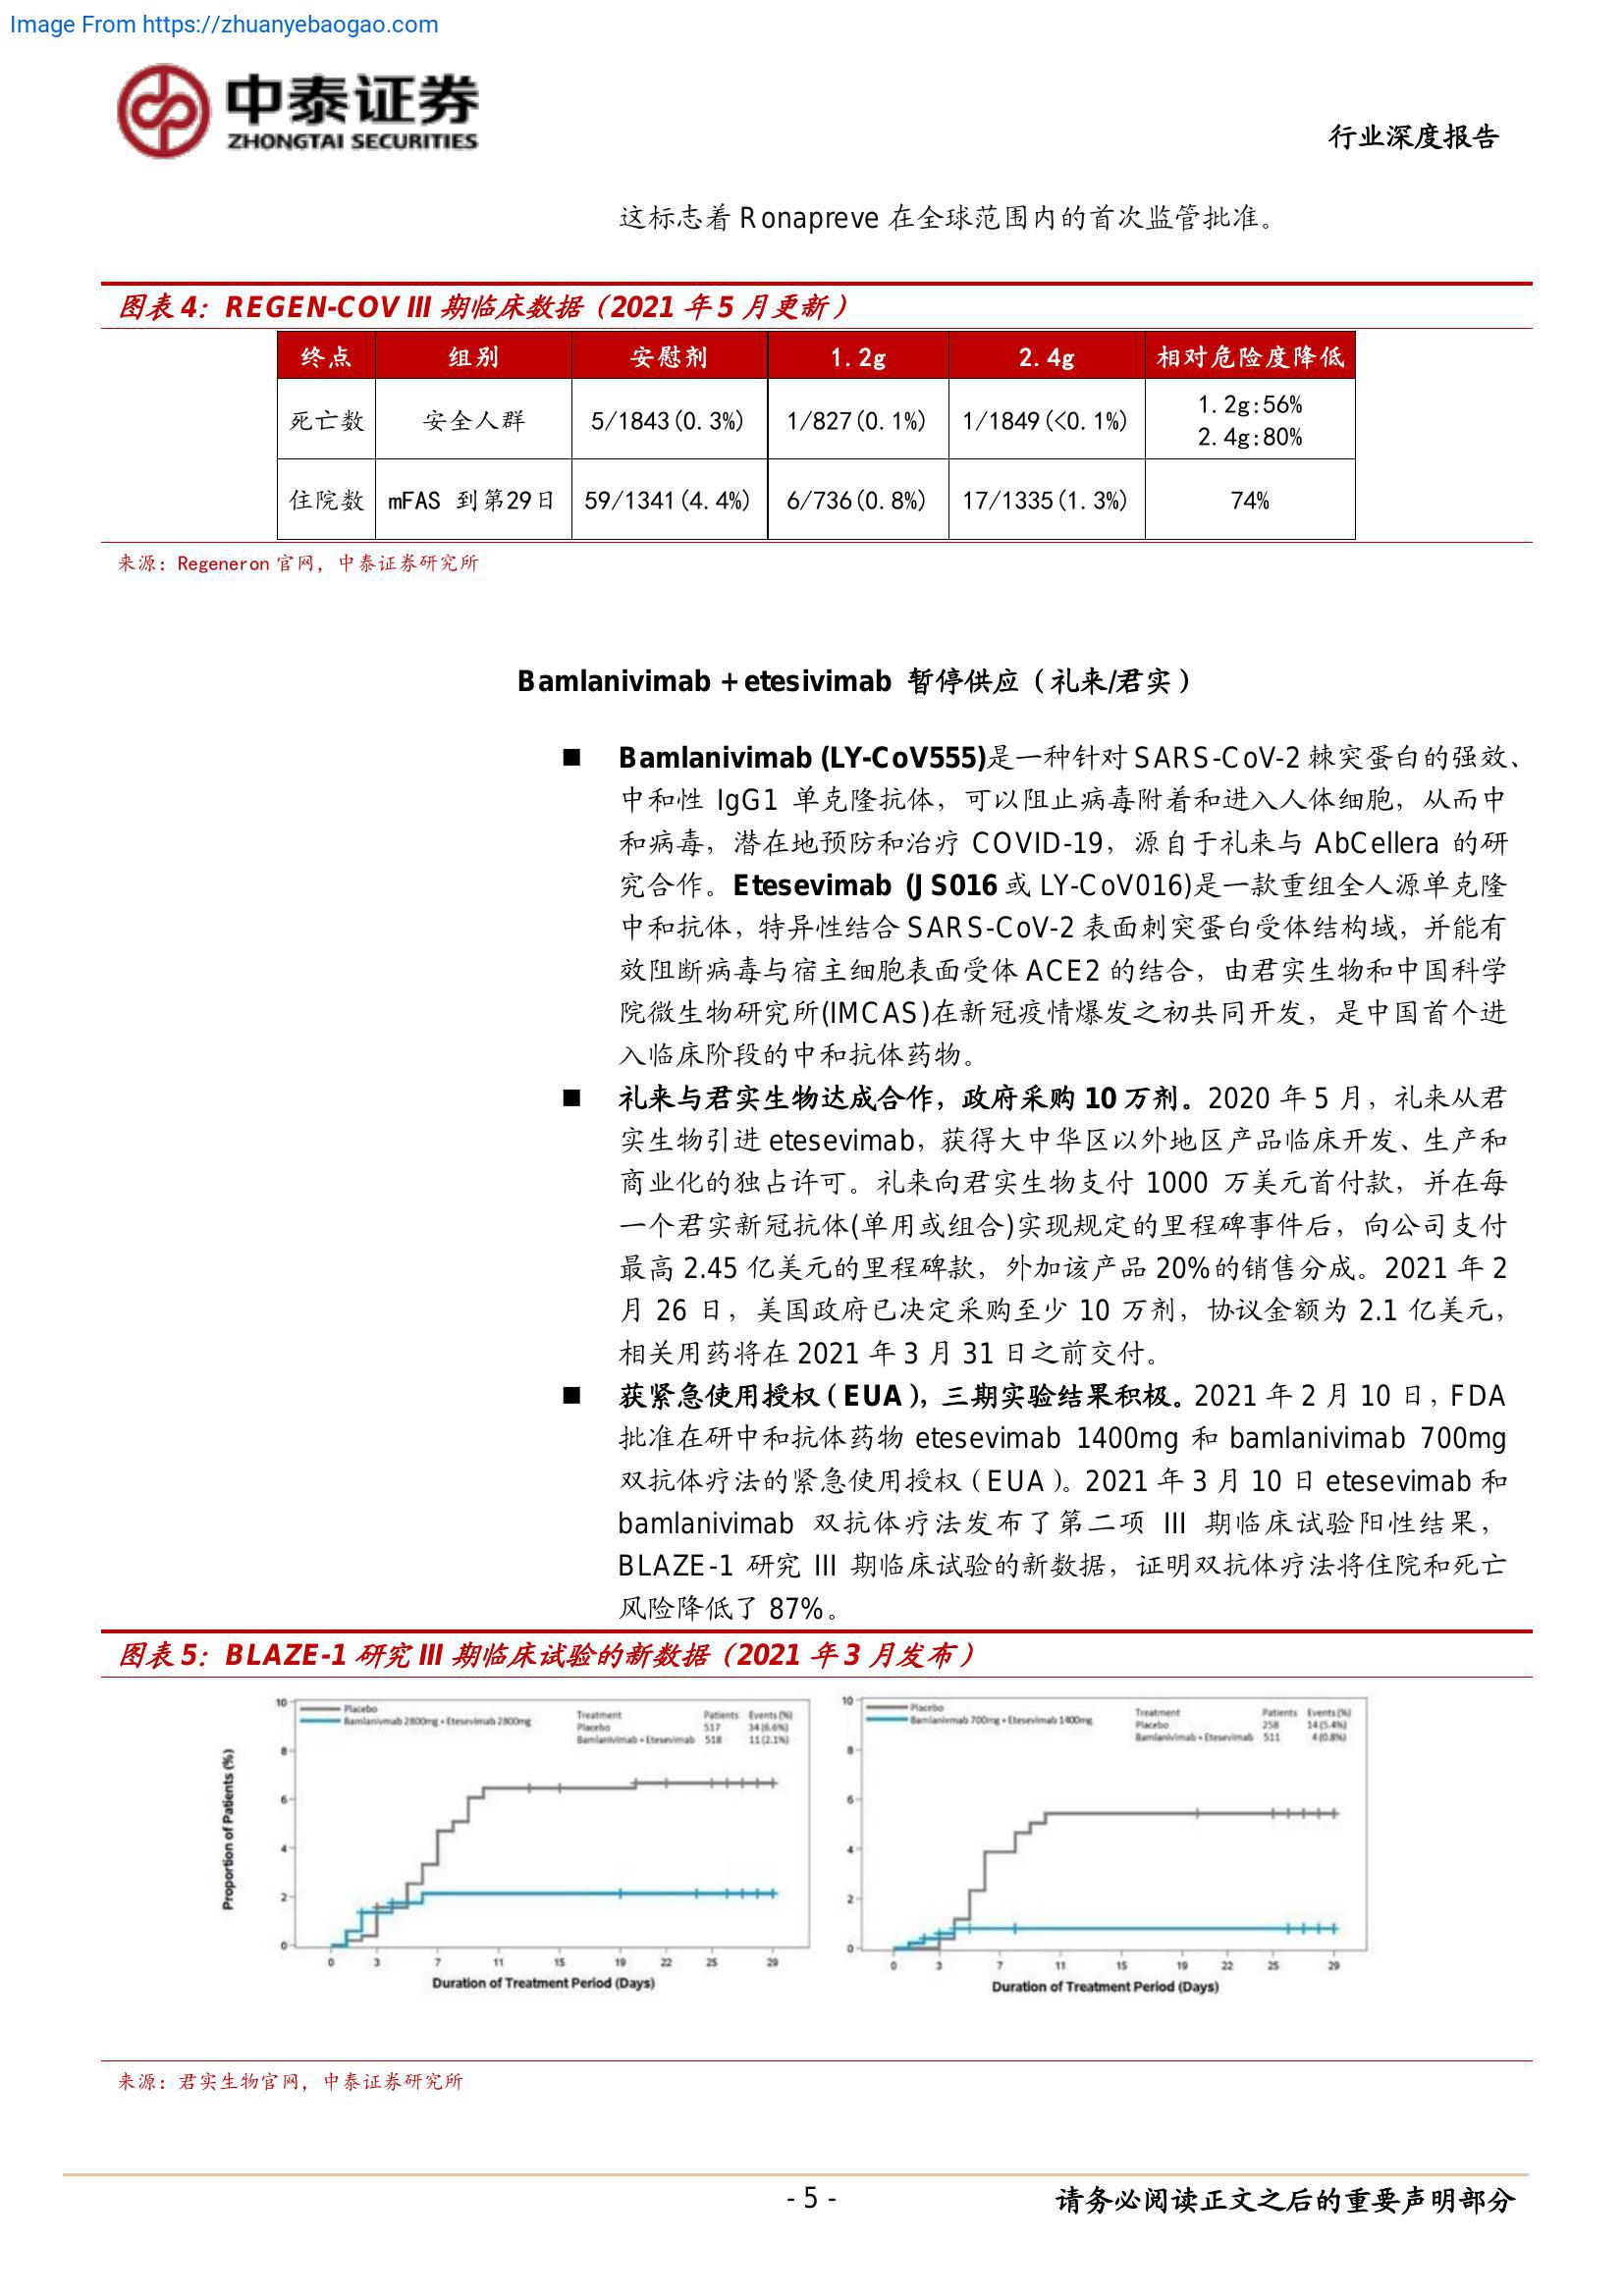 Image From https://zhuanyebaogao.com
中泰证券
ZHONGTAI SECURITIES
行业深度报告
这标志着 Ronapreve 在全球范围内的首次监管批准。
图表 4：REGEN-COV III 期临床数据（2021 年 5 月更新）
终点 组别 安慰剂 1.2g 2.4g 相对危险度降低
死亡数 安全人群 5/1843(0.3%) 1/827(0.1%) 1/1849(<0.1%) 1.2g:56%
2.4g:80%
住院数 mFAS 到第29日 59/1341(4.4%) 6/736(0.8%) 17/1335(1.3%) 74%
来源：Regeneron 官网，中泰证券研究所
Bamlanivimab + etesivimab 暂停供应（礼来/君实）
■ Bamlanivimab (LY-CoV555)是一种针对 SARS-CoV-2 棘突蛋白的强效、
中和性 IgG1 单克隆抗体，可以阻止病毒附着和进入人体细胞，从而中
和病毒，潜在地预防和治疗 COVID-19，源自于礼来与 AbCellera 的研
究合作。Etesevimab (JS016 或 LY-CoV016)是一款重组全人源单克隆
中和抗体，特异性结合 SARS-CoV-2 表面刺突蛋白受体结构域，并能有
效阻断病毒与宿主细胞表面受体 ACE2 的结合，由君实生物和中国科学
院微生物研究所(IMCAS)在新冠疫情爆发之初共同开发，是中国首个进
入临床阶段的中和抗体药物。
■ 礼来与君实生物达成合作，政府采购 10 万剂。2020 年 5 月，礼来从君
实生物引进 etesevimab，获得大中华区以外地区产品临床开发、生产和
商业化的独占许可。礼来向君实生物支付 1000 万美元首付款，并在每
一个君实新冠抗体(单用或组合)实现规定的里程碑事件后，向公司支付
最高 2.45 亿美元的里程碑款，外加该产品 20%的销售分成。2021 年 2
月 26 日，美国政府已决定采购至少 10 万剂，协议金额为 2.1 亿美元，
相关用药将在 2021 年 3 月 31 日之前交付。
■ 获紧急使用授权（EUA），三期实验结果积极。2021 年 2 月 10 日，FDA
批准在研中和抗体药物 etesevimab 1400mg 和 bamlanivimab 700mg
双抗体疗法的紧急使用授权（EUA）。2021 年 3 月 10 日 etesevimab 和
bamlanivimab 双抗体疗法发布了第二项 III 期临床试验阳性结果，
BLAZE-1 研究 III 期临床试验的新数据，证明双抗体疗法将住院和死亡
风险降低了 87%。
图表 5：BLAZE-1 研究 III 期临床试验的新数据（2021 年 3 月发布）
Proportion of Patients (%)
10
8
6
4
2
0
Placebo
Bamlanivmab 2800mg + Etesevimab 2800mg
Treatment Patients Events (%)
Placebo 517 34 (6.6%)
Bamlanivimab + Etesevimab 518 11 (2.1%)
0 3 7 11 15 19 22 25 29
Duration of Treatment Period (Days)
10
8
6
4
2
0
Placebo
Bamlanivmab 700mg + Etesevimab 1400mg
Treatment Patients Events (%)
Placebo 258 14 (5.4%)
Bamlanivimab + Etesevimab 511 4 (0.8%)
0 3 7 11 15 19 22 25 29
Duration of Treatment Period (Days)
来源：君实生物官网，中泰证券研究所
- 5 -
请务必阅读正文之后的重要声明部分